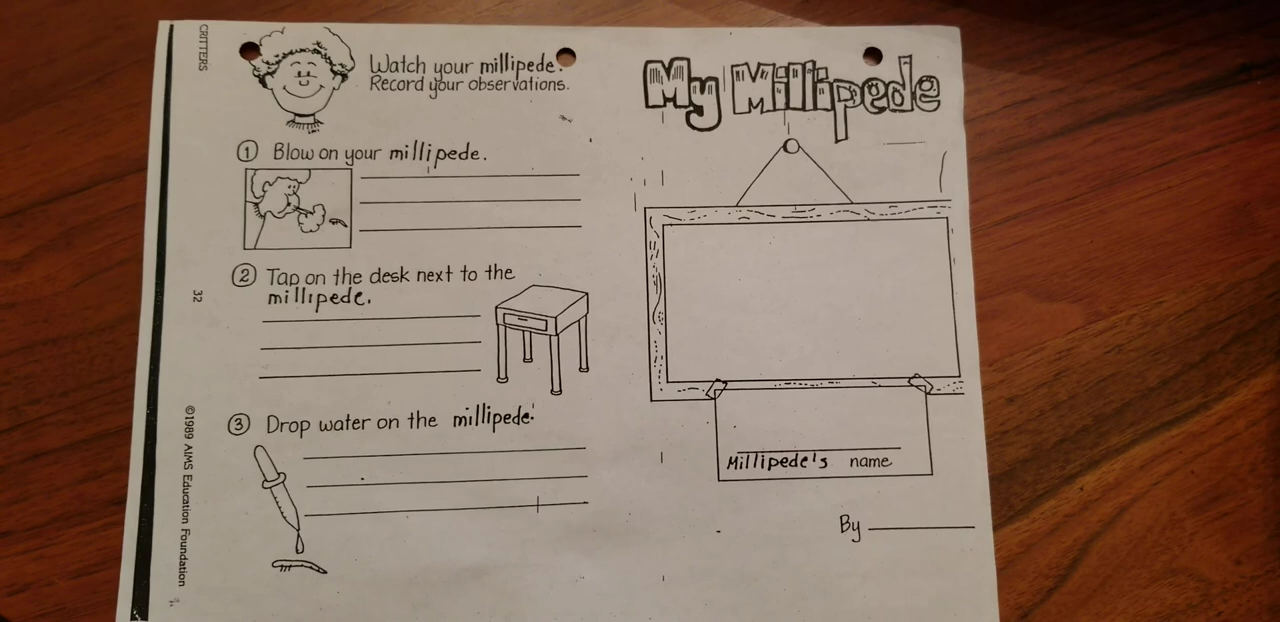 CRITTERS
32
©1989 AIMS Education Foundation
Watch your millipede.
Record your observations.
1 Blow on your millipede.
2 Tap on the desk next to the
millipede.
3 Drop water on the millipede.
My Millipede
Millipede's name
By